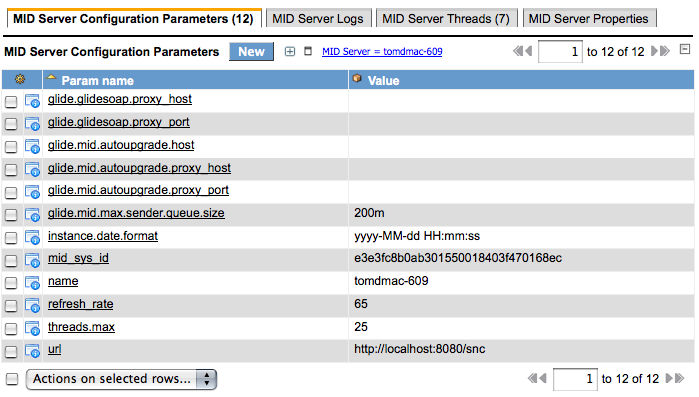 MID Server Configuration Parameters (12) MID Server Logs MID Server Threads (7) MID Server Properties
MID Server Configuration Parameters New MID Server = tomdmac-609 1 to 12 of 12
Param name Value
glide.glidesoap.proxy_host
glide.glidesoap.proxy_port
glide.mid.autoupgrade.host
glide.mid.autoupgrade.proxy_host
glide.mid.autoupgrade.proxy_port
glide.mid.max.sender.queue.size 200m
instance.date.format yyyy-MM-dd HH:mm:ss
mid_sys_id e3e3fc8b0ab301550018403f470168ec
name tomdmac-609
refresh_rate 65
threads.max 25
url http://localhost:8080/snc
Actions on selected rows... 1 to 12 of 12